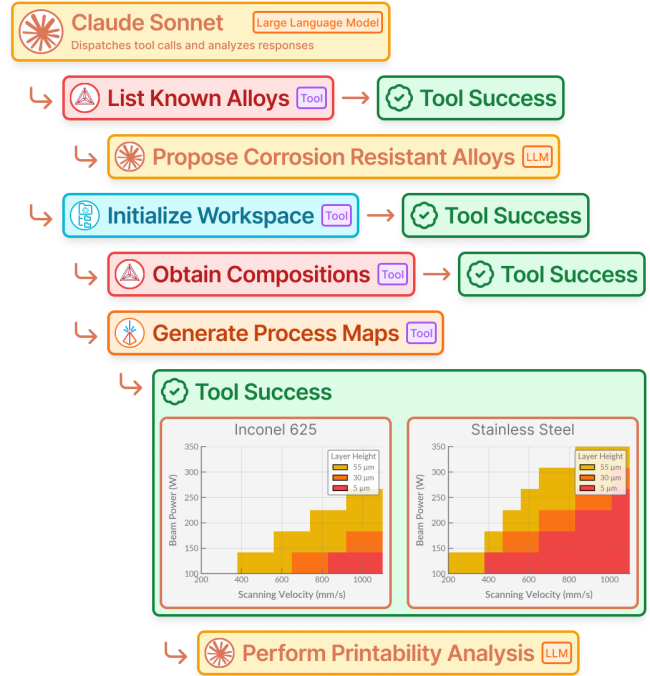 Claude Sonnet
Large Language Model
Dispatches tool calls and analyzes responses
List Known Alloys Tool
Tool Success
Propose Corrosion Resistant Alloys LLM
Initialize Workspace Tool
Tool Success
Obtain Compositions Tool
Tool Success
Generate Process Maps Tool
Tool Success
Inconel 625
350
300
250
200
150
100
Beam Power (W)
Layer Height
55 μm
30 μm
5 μm
200 400 600 800 1000
Scanning Velocity (mm/s)
Stainless Steel
350
300
250
200
150
100
Beam Power (W)
Layer Height
55 μm
30 μm
5 μm
200 400 600 800 1000
Scanning Velocity (mm/s)
Perform Printability Analysis LLM